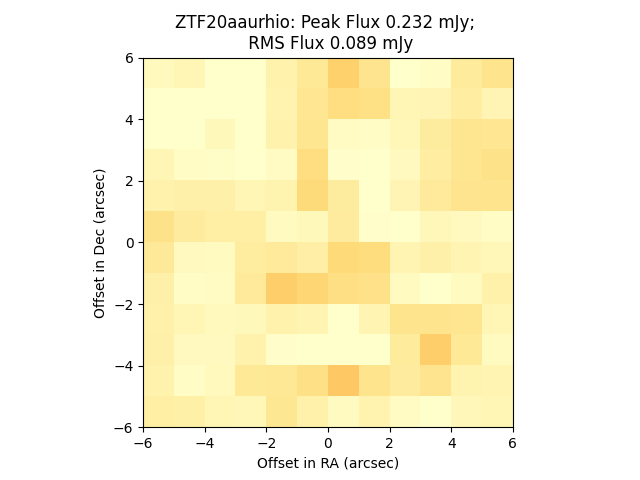 ZTF20aaurhio: Peak Flux 0.232 mJy;
RMS Flux 0.089 mJy
6
4
2
0
−2
−4
−6
Offset in Dec (arcsec)
−6 −4 −2 0 2 4 6
Offset in RA (arcsec)